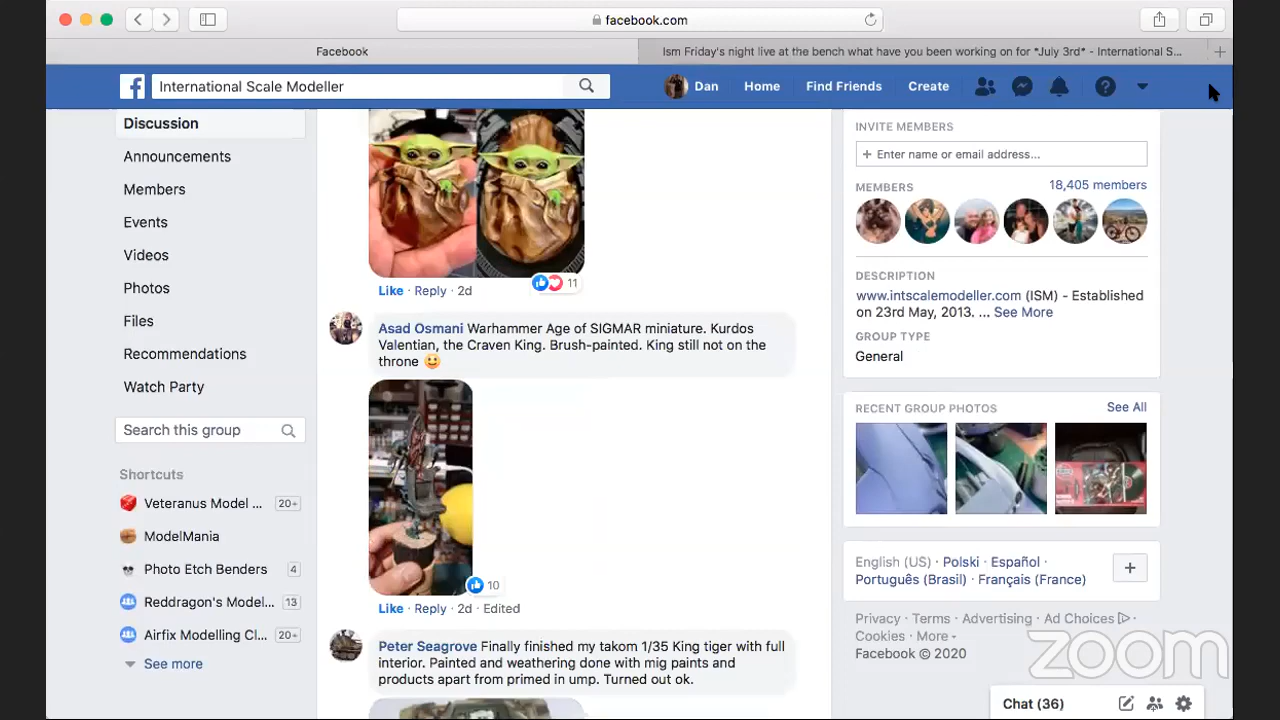 facebook.com
Facebook
Ism Friday's night live at the bench what have you been working on for *July 3rd* - International S...
International Scale Modeller
Dan
Home
Find Friends
Create
Discussion
Announcements
Members
Events
Videos
Photos
Files
Recommendations
Watch Party
Search this group
Shortcuts
Veteranus Model ... 20+
ModelMania
Photo Etch Benders 4
Reddragon's Model... 13
Airfix Modelling Cl... 20+
See more
11
Like · Reply · 2d
Asad Osmani Warhammer Age of SIGMAR miniature. Kurdos
Valentian, the Craven King. Brush-painted. King still not on the
throne
10
Like · Reply · 2d · Edited
Peter Seagrove Finally finished my takom 1/35 King tiger with full
interior. Painted and weathering done with mig paints and
products apart from primed in ump. Turned out ok.
INVITE MEMBERS
+ Enter name or email address...
MEMBERS
18,405 members
DESCRIPTION
www.intscalemodeller.com (ISM) - Established
on 23rd May, 2013. ... See More
GROUP TYPE
General
RECENT GROUP PHOTOS
See All
English (US) · Polski · Español ·
Português (Brasil) · Français (France)
Privacy · Terms · Advertising · Ad Choices ·
Cookies · More
Facebook © 2020
zoom
Chat (36)